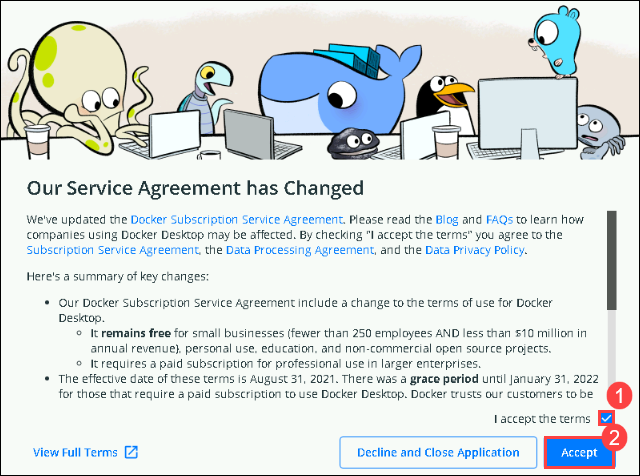 Our Service Agreement has Changed
We've updated the Docker Subscription Service Agreement. Please read the Blog and FAQs to learn how
companies using Docker Desktop may be affected. By checking "I accept the terms" you agree to the
Subscription Service Agreement, the Data Processing Agreement, and the Data Privacy Policy.
Here's a summary of key changes:
• Our Docker Subscription Service Agreement include a change to the terms of use for Docker
Desktop.
◦ It remains free for small businesses (fewer than 250 employees AND less than $10 million in
annual revenue), personal use, education, and non-commercial open source projects.
◦ It requires a paid subscription for professional use in larger enterprises.
• The effective date of these terms is August 31, 2021. There was a grace period until January 31, 2022
for those that require a paid subscription to use Docker Desktop. Docker trusts our customers to be
1
I accept the terms
2
View Full Terms
Decline and Close Application
Accept